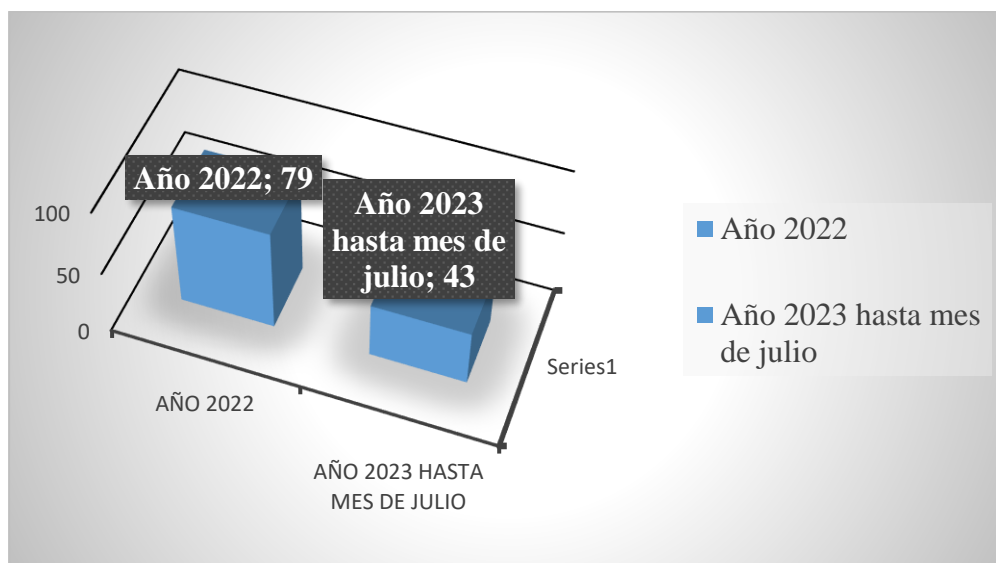 Año 2022; 79
Año 2023
hasta mes de
julio; 43
100
50
0
AÑO 2022
AÑO 2023 HASTA
MES DE JULIO
Series1
Año 2022
Año 2023 hasta mes
de julio